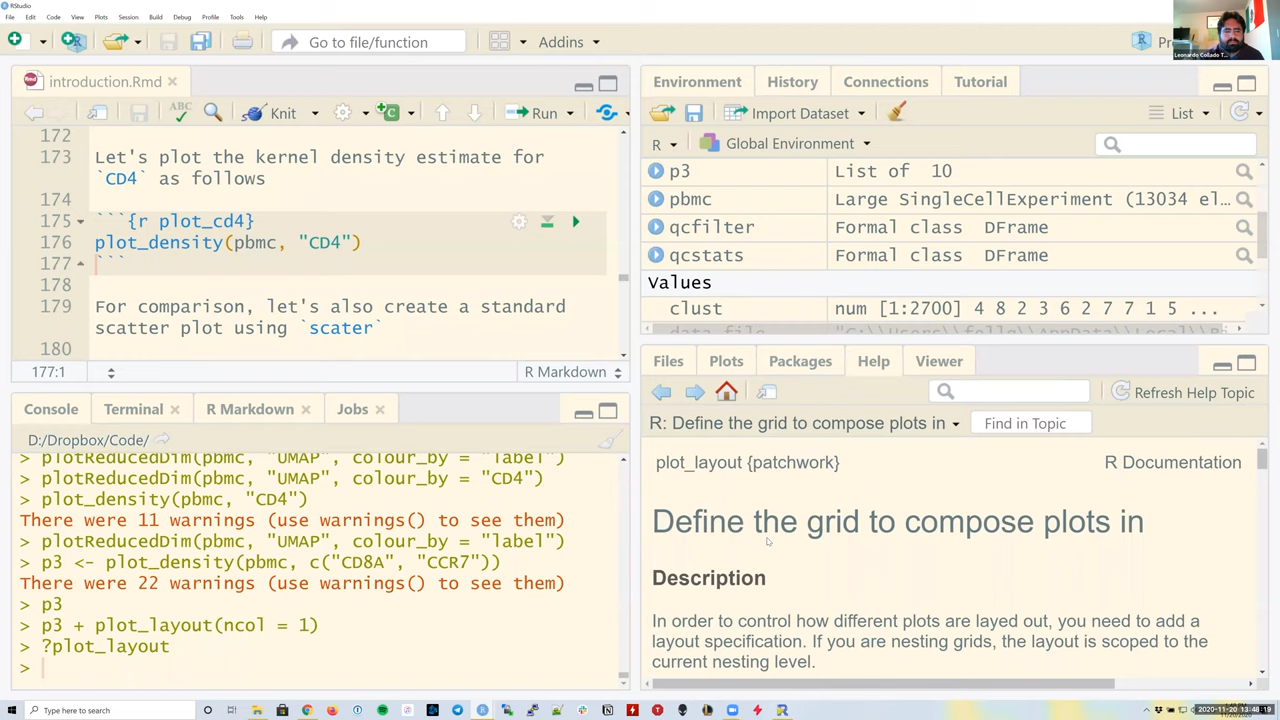 RStudio
File Edit Code View Plots Session Build Debug Profile Tools Help
Go to file/function
Addins
Leonardo Collado T...
introduction.Rmd
ABC
Knit
Run
172
173 Let's plot the kernel density estimate for
`CD4` as follows
174
175 ```{r plot_cd4}
176 plot_density(pbmc, "CD4")
177 ```
178
179 For comparison, let's also create a standard
scatter plot using `scater`
180
177:1
R Markdown
Console Terminal R Markdown Jobs
D:/Dropbox/Code/
> plotReducedDim(pbmc, "UMAP", colour_by = "label")
> plotReducedDim(pbmc, "UMAP", colour_by = "CD4")
> plot_density(pbmc, "CD4")
There were 11 warnings (use warnings() to see them)
> plotReducedDim(pbmc, "UMAP", colour_by = "label")
> p3 <- plot_density(pbmc, c("CD8A", "CCR7"))
There were 22 warnings (use warnings() to see them)
> p3
> p3 + plot_layout(ncol = 1)
> ?plot_layout
>
Environment History Connections Tutorial
Import Dataset
List
R Global Environment
p3 List of 10
pbmc Large SingleCellExperiment (13034 el...
qcfilter Formal class DFrame
qcstats Formal class DFrame
Values
clust num [1:2700] 4 8 2 3 6 2 7 7 1 5 ...
Files Plots Packages Help Viewer
Refresh Help Topic
R: Define the grid to compose plots in
Find in Topic
plot_layout {patchwork} R Documentation
Define the grid to compose plots in
Description
In order to control how different plots are layed out, you need to add a
layout specification. If you are nesting grids, the layout is scoped to the
current nesting level.
Type here to search
2020-11-20 13:48:19